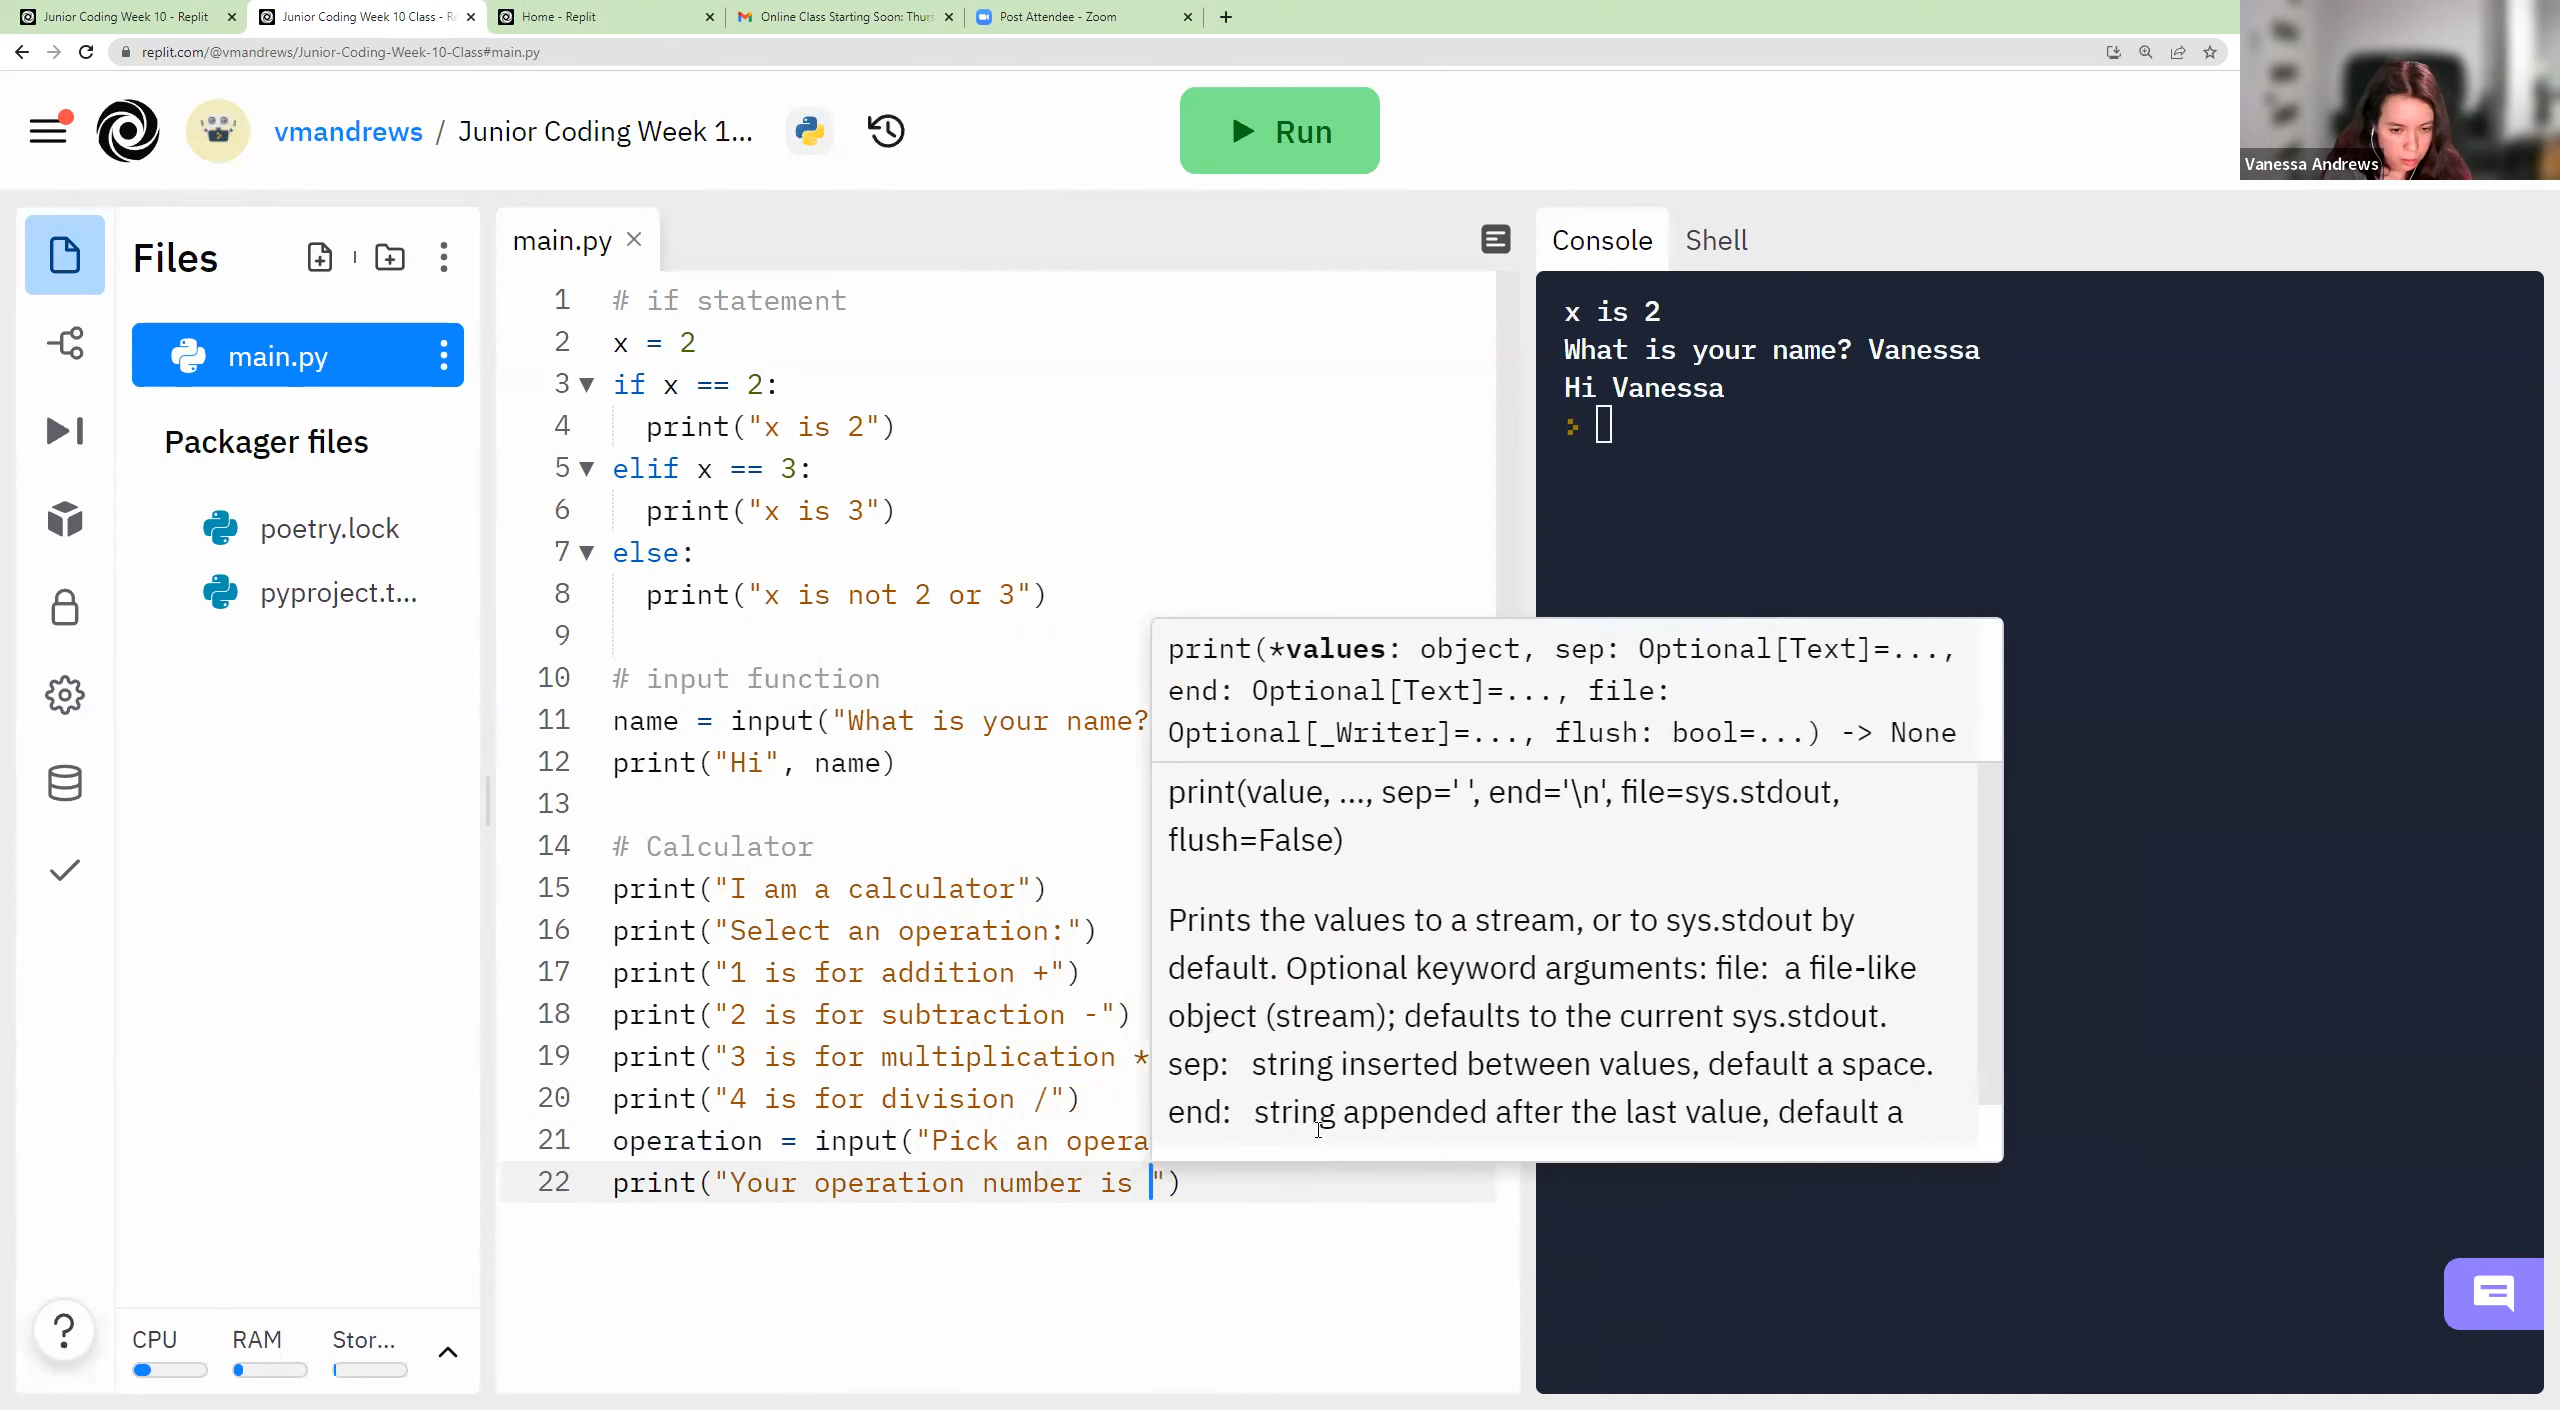 Junior Coding Week 10 - Replit
Junior Coding Week 10 Class - Re
Home - Replit
Online Class Starting Soon: Thurs
Post Attendee - Zoom
replit.com/@vmandrews/Junior-Coding-Week-10-Class#main.py
Vanessa Andrews
vmandrews / Junior Coding Week 1...
Run
Files
main.py
Packager files
poetry.lock
pyproject.t...
CPU
RAM
Stor...
main.py
1 # if statement
2 x = 2
3 if x == 2:
4 print("x is 2")
5 elif x == 3:
6 print("x is 3")
7 else:
8 print("x is not 2 or 3")
9
10 # input function
11 name = input("What is your name?
12 print("Hi", name)
13
14 # Calculator
15 print("I am a calculator")
16 print("Select an operation:")
17 print("1 is for addition +")
18 print("2 is for subtraction -")
19 print("3 is for multiplication *
20 print("4 is for division /")
21 operation = input("Pick an opera
22 print("Your operation number is ")
print(*values: object, sep: Optional[Text]=...,
end: Optional[Text]=..., file:
Optional[_Writer]=..., flush: bool=...) -> None
print(value, ..., sep=' ', end='\n', file=sys.stdout,
flush=False)
Prints the values to a stream, or to sys.stdout by
default. Optional keyword arguments: file: a file-like
object (stream); defaults to the current sys.stdout.
sep: string inserted between values, default a space.
end: string appended after the last value, default a
Console
Shell
x is 2
What is your name? Vanessa
Hi Vanessa